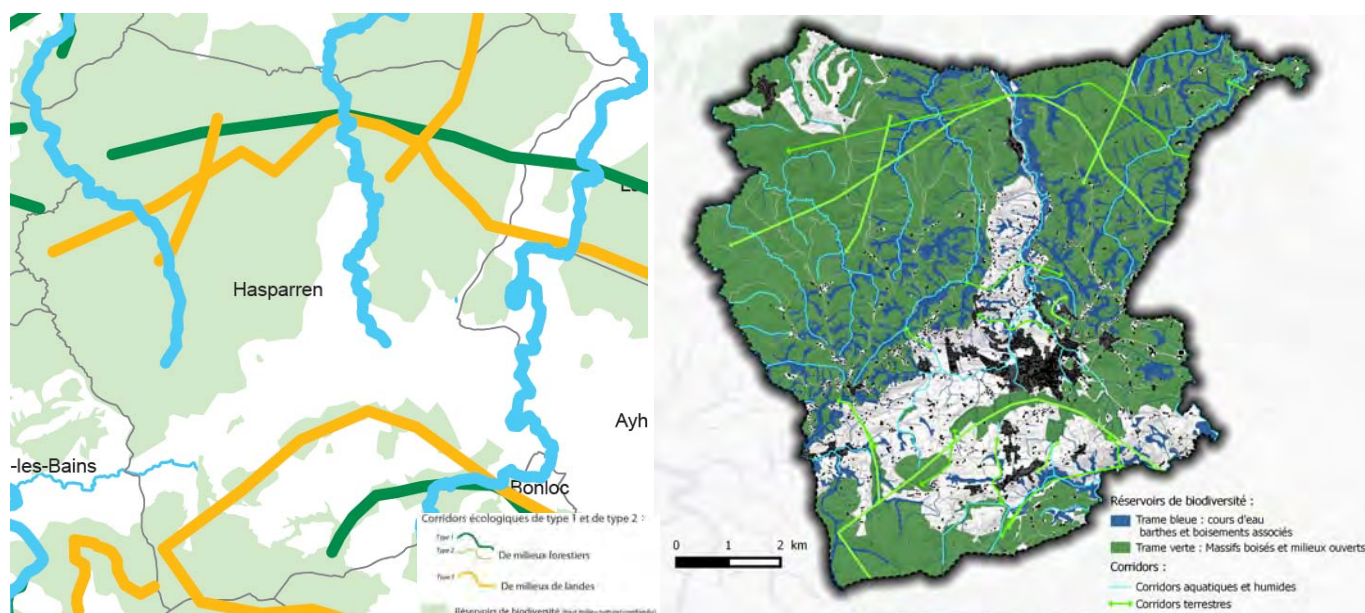 Hasparren
Ayh
-les-Bains
Bonloc
Corridors écologiques de type 1 et de type 2 :
Type 1
Type 2
De milieux forestiers
Type 1
De milieux de landes
Réservoirs de biodiversité
0 1 2 km
Réservoirs de biodiversité :
Trame bleue : cours d'eau
barthes et boisements associés
Trame verte : Massifs boisés et milieux ouverts
Corridors :
Corridors aquatiques et humides
Corridors terrestres